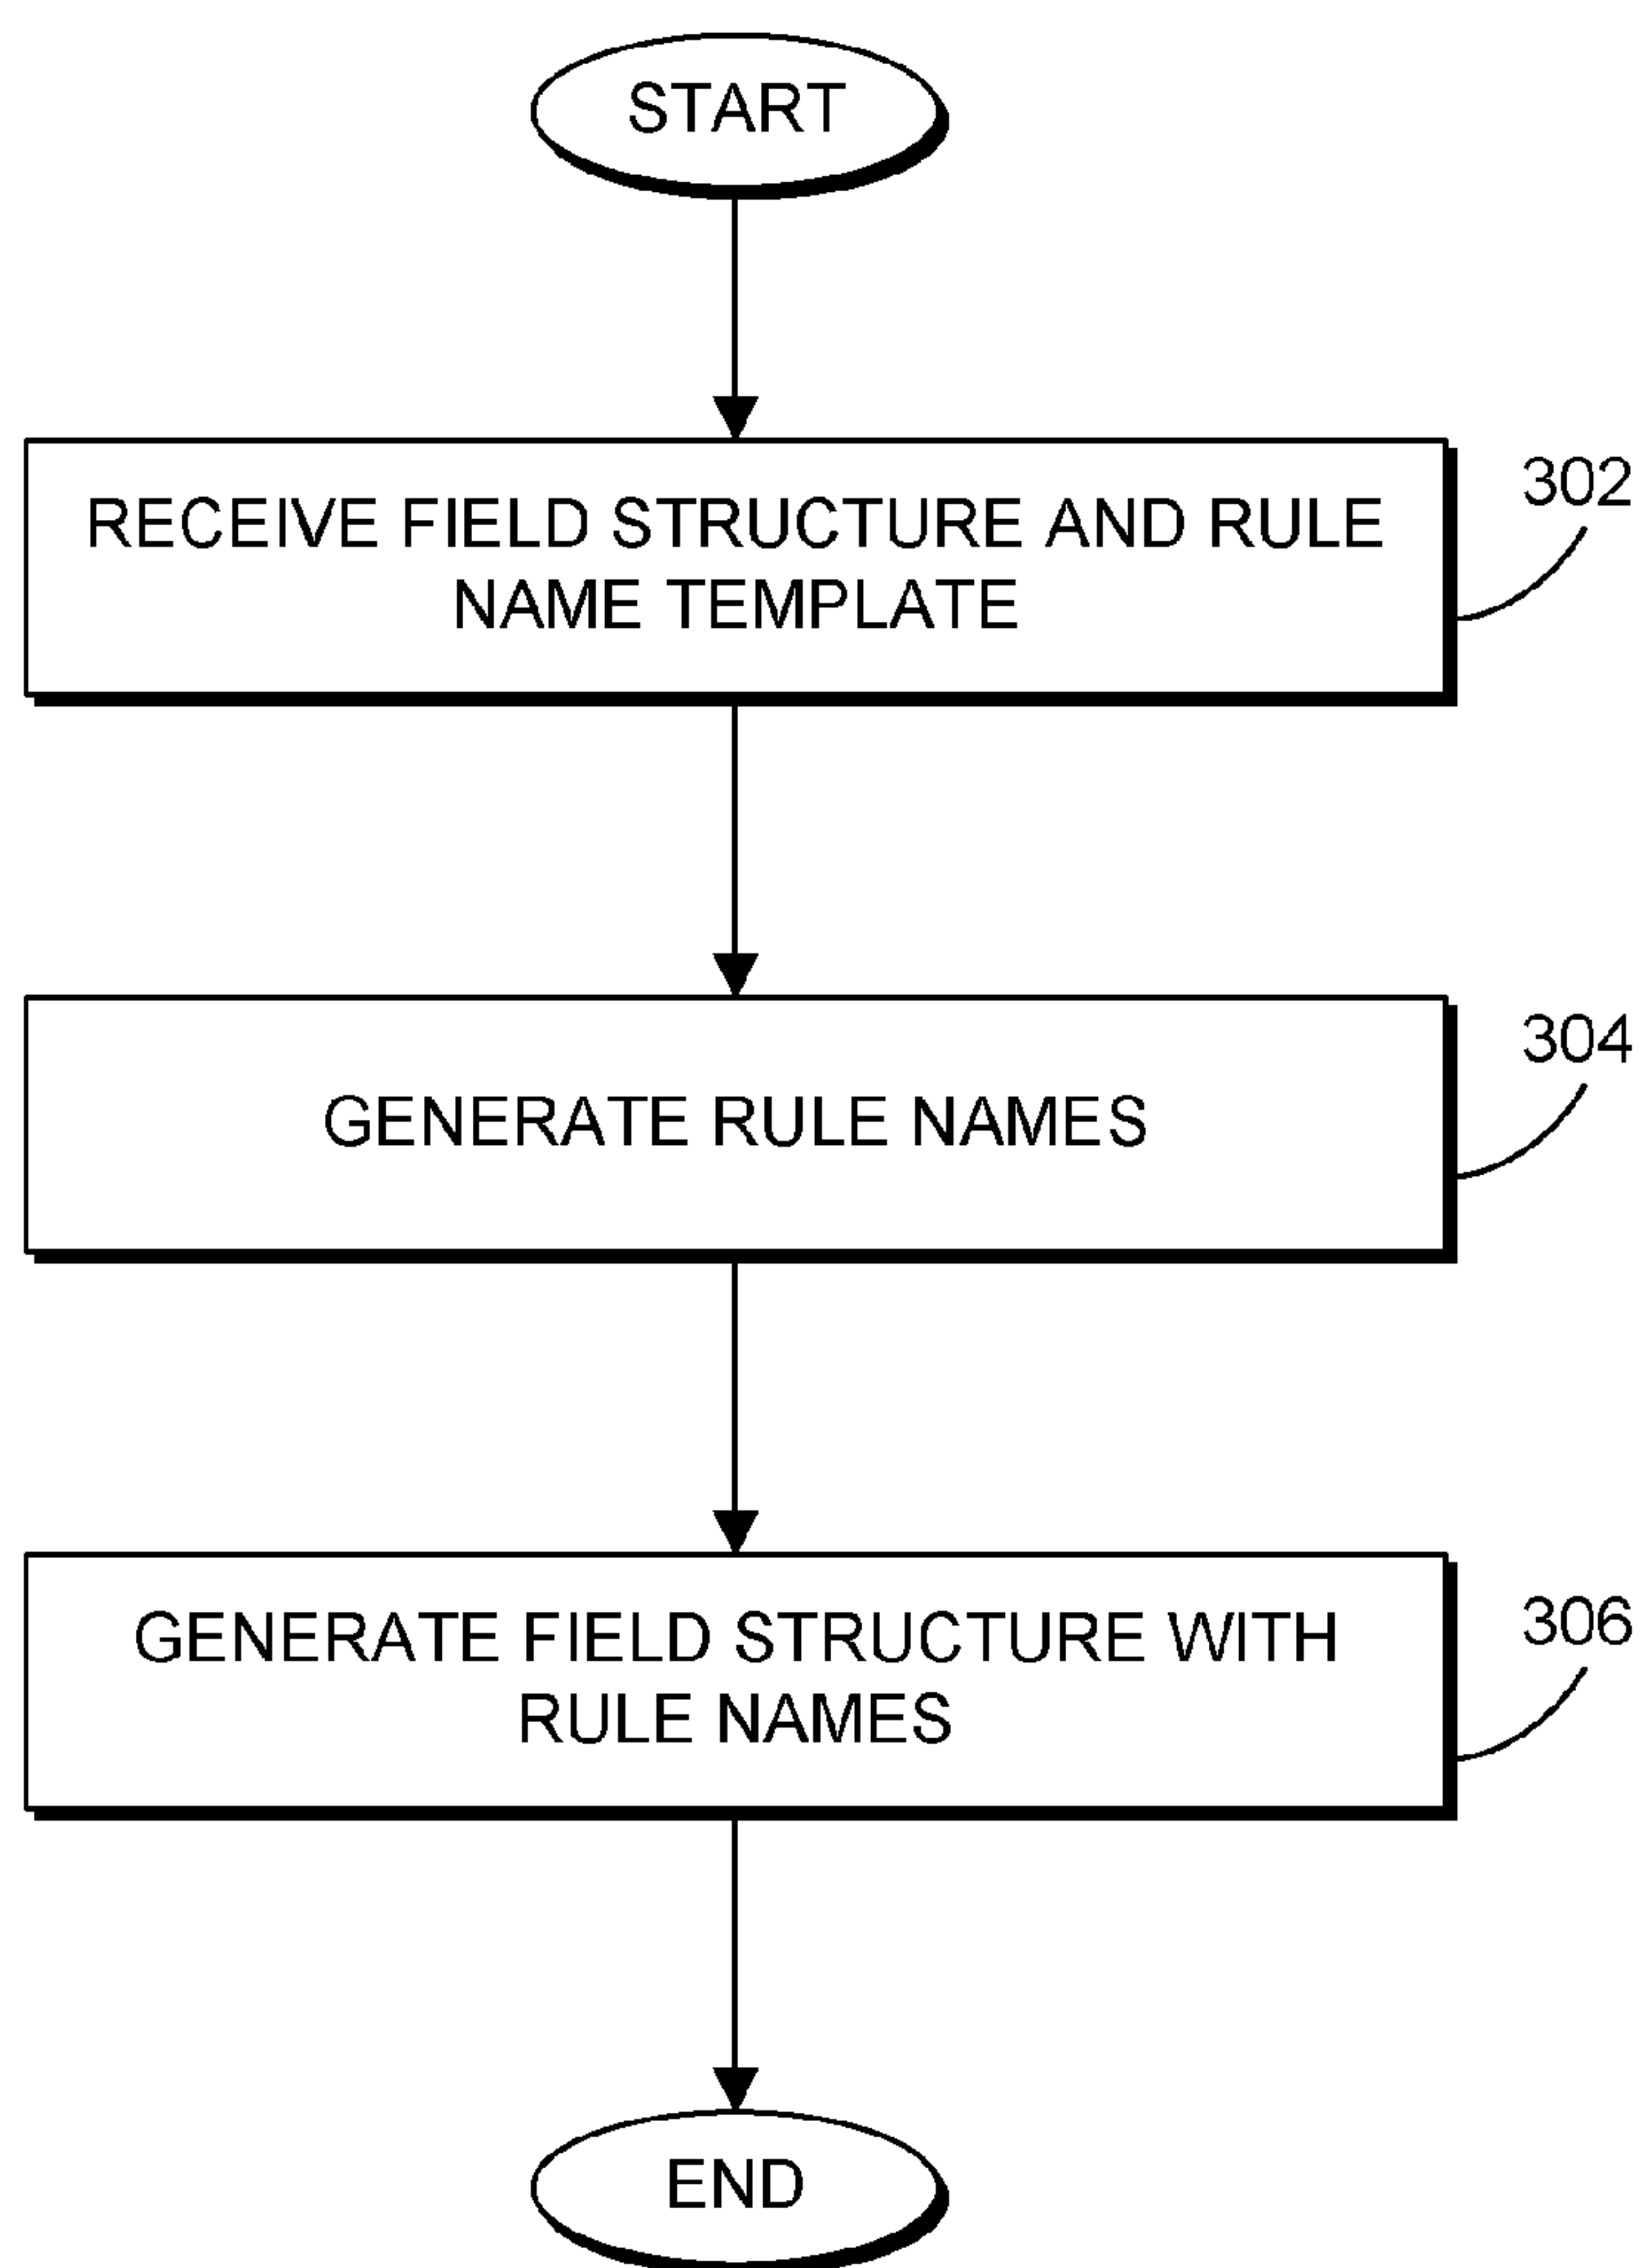 START
RECEIVE FIELD STRUCTURE AND RULE
NAME TEMPLATE
302
GENERATE RULE NAMES
304
GENERATE FIELD STRUCTURE WITH
RULE NAMES
306
END